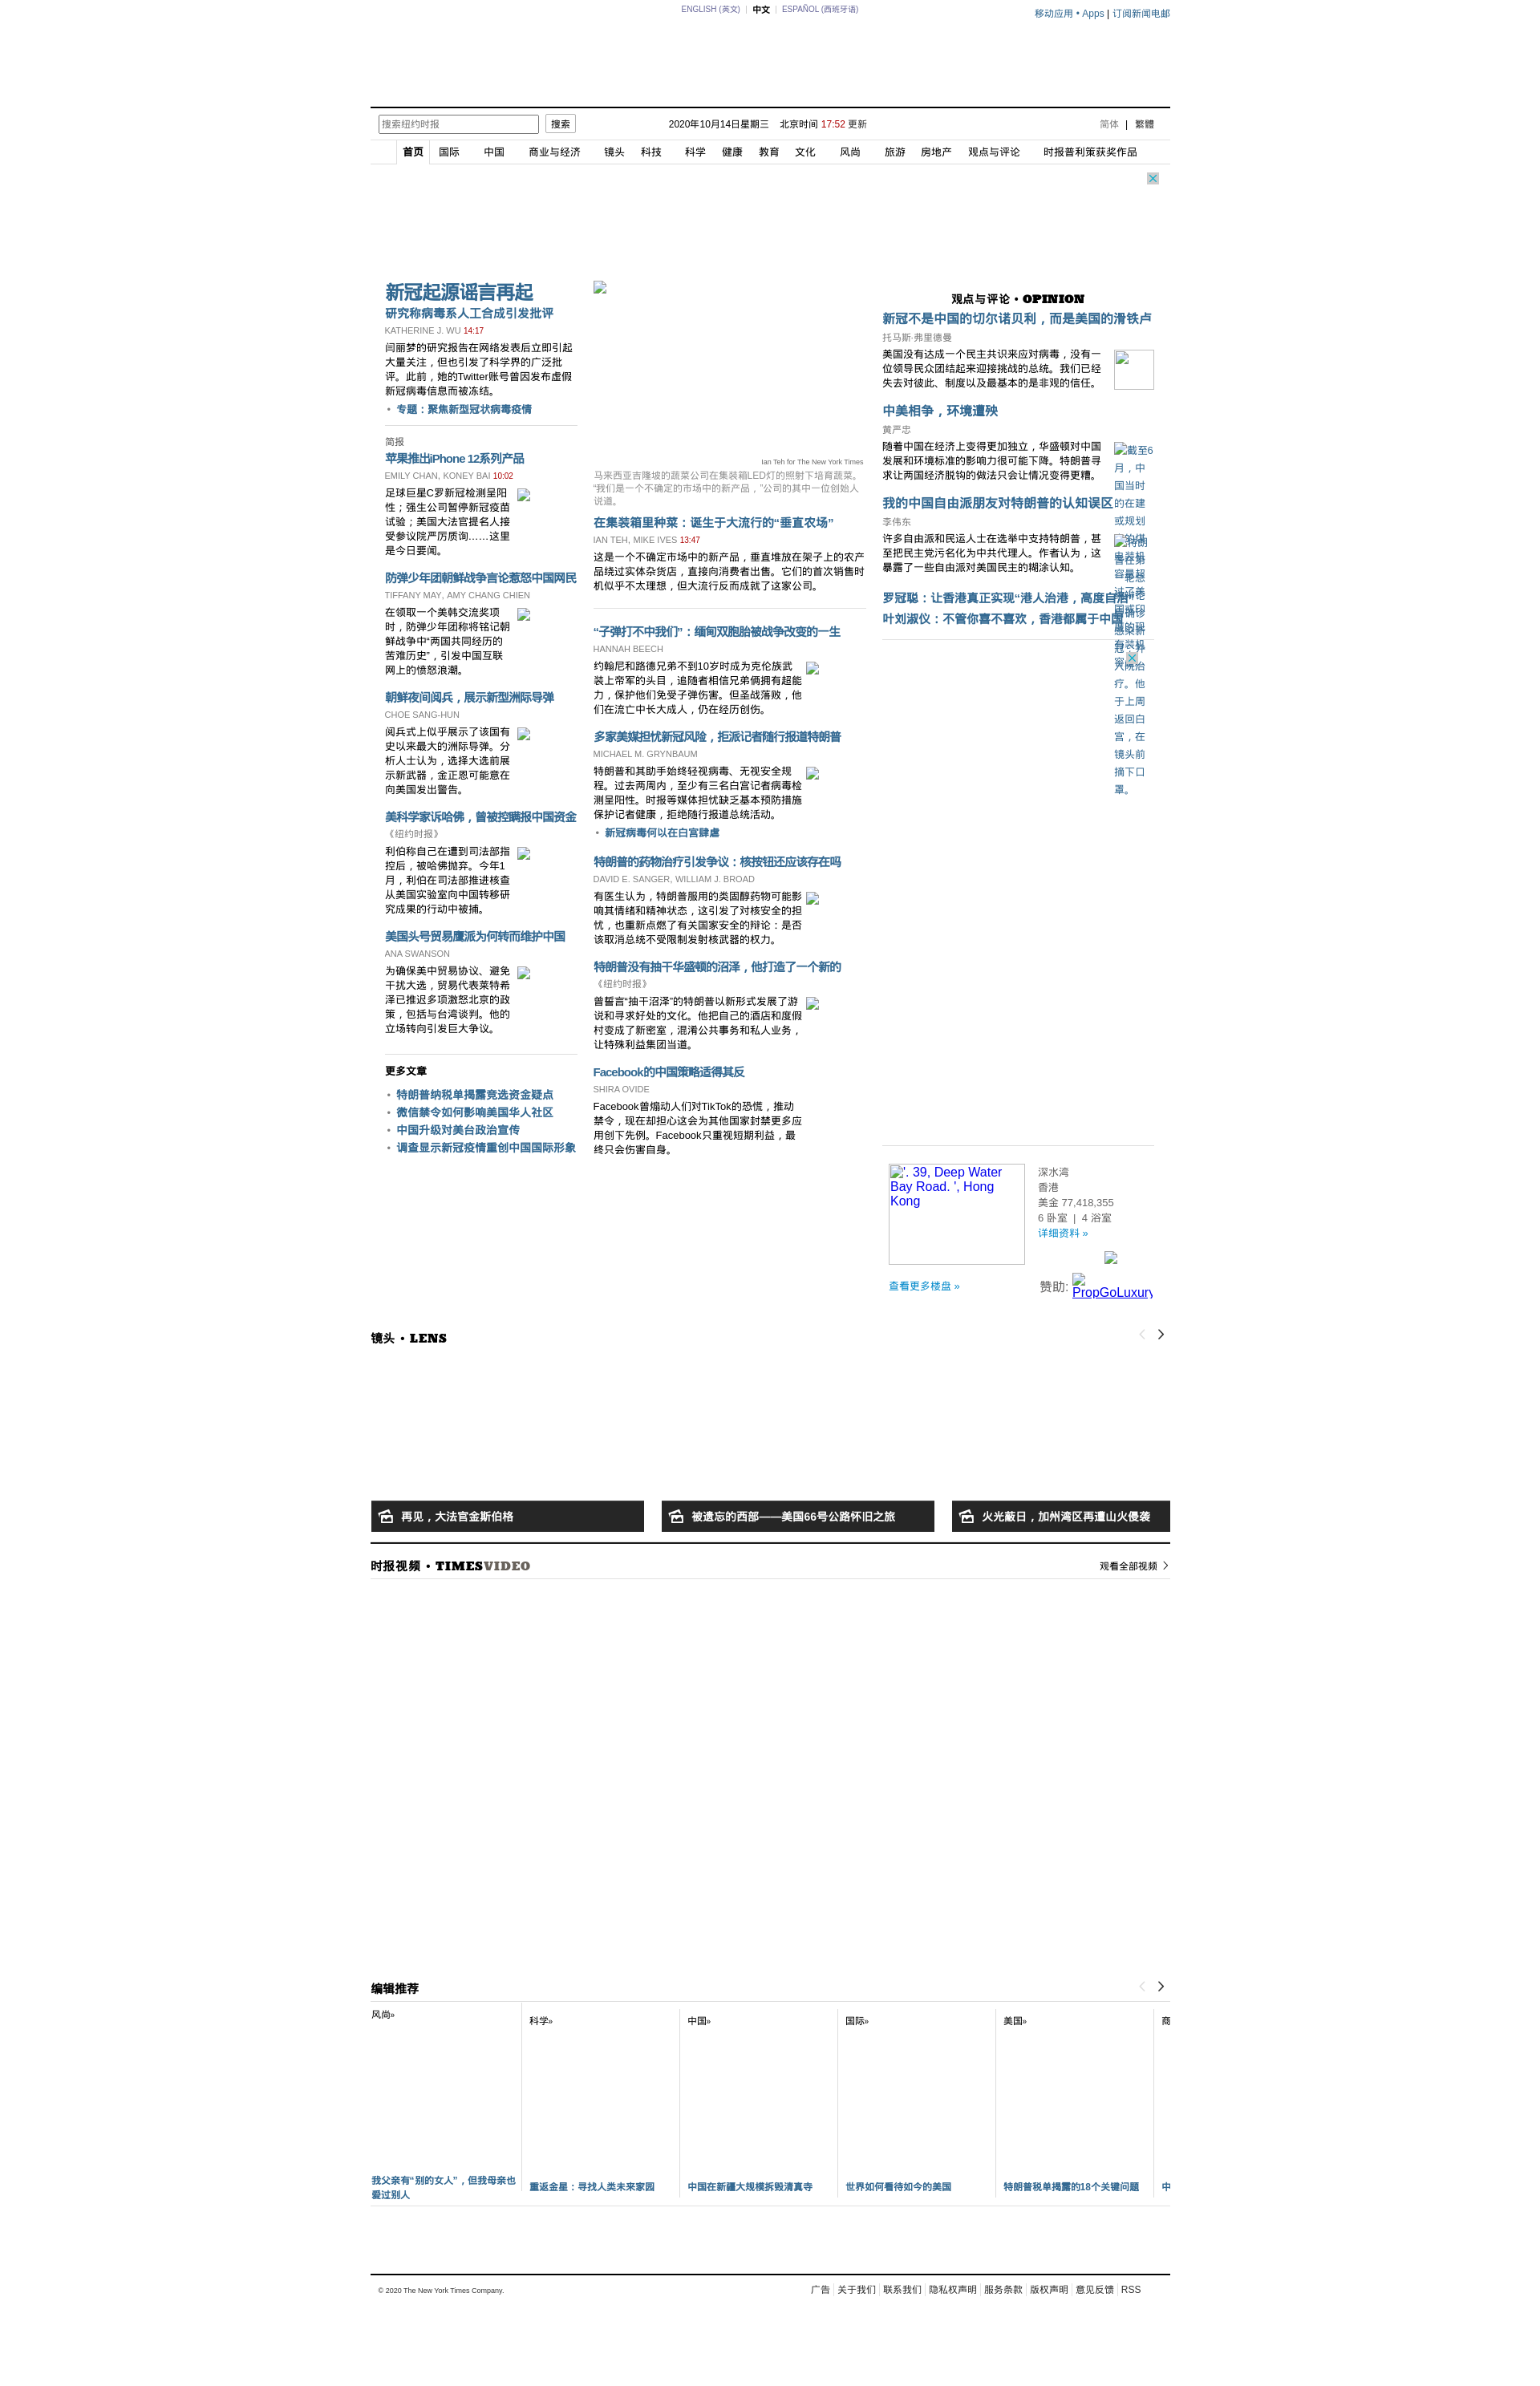 ENGLISH (英文) | 中文 | ESPAÑOL (西班牙语)
移动应用 • Apps | 订阅新闻电邮
搜索纽约时报 搜索
2020年10月14日星期三 北京时间 17:52 更新
简体 | 繁體
首页 国际 中国 商业与经济 镜头 科技 科学 健康 教育 文化 风尚 旅游 房地产 观点与评论 时报普利策获奖作品
新冠起源谣言再起
研究称病毒系人工合成引发批评
KATHERINE J. WU 14:17
闫丽梦的研究报告在网络发表后立即引起
大量关注，但也引发了科学界的广泛批
评。此前，她的Twitter账号曾因发布虚假
新冠病毒信息而被冻结。
• 专题：聚焦新型冠状病毒疫情
简报
苹果推出iPhone 12系列产品
EMILY CHAN, KONEY BAI 10:02
足球巨星C罗新冠检测呈阳
性；强生公司暂停新冠疫苗
试验；美国大法官提名人接
受参议院严厉质询……这里
是今日要闻。
防弹少年团朝鲜战争言论惹怒中国网民
TIFFANY MAY, AMY CHANG CHIEN
在领取一个美韩交流奖项
时，防弹少年团称将铭记朝
鲜战争中“两国共同经历的
苦难历史”，引发中国互联
网上的愤怒浪潮。
朝鲜夜间阅兵，展示新型洲际导弹
CHOE SANG-HUN
阅兵式上似乎展示了该国有
史以来最大的洲际导弹。分
析人士认为，选择大选前展
示新武器，金正恩可能意在
向美国发出警告。
美科学家诉哈佛，曾被控瞒报中国资金
《纽约时报》
利伯称自己在遭到司法部指
控后，被哈佛抛弃。今年1
月，利伯在司法部推进核查
从美国实验室向中国转移研
究成果的行动中被捕。
美国头号贸易鹰派为何转而维护中国
ANA SWANSON
为确保美中贸易协议、避免
干扰大选，贸易代表莱特希
泽已推迟多项激怒北京的政
策，包括与台湾谈判。他的
立场转向引发巨大争议。
更多文章
• 特朗普纳税单揭露竞选资金疑点
• 微信禁令如何影响美国华人社区
• 中国升级对美台政治宣传
• 调查显示新冠疫情重创中国国际形象
Ian Teh for The New York Times
马来西亚吉隆坡的蔬菜公司在集装箱LED灯的照射下培育蔬菜。
“我们是一个不确定的市场中的新产品，”公司的其中一位创始人
说道。
在集装箱里种菜：诞生于大流行的“垂直农场”
IAN TEH, MIKE IVES 13:47
这是一个不确定市场中的新产品，垂直堆放在架子上的农产
品绕过实体杂货店，直接向消费者出售。它们的首次销售时
机似乎不太理想，但大流行反而成就了这家公司。
“子弹打不中我们”：缅甸双胞胎被战争改变的一生
HANNAH BEECH
约翰尼和路德兄弟不到10岁时成为克伦族武
装上帝军的头目，追随者相信兄弟俩拥有超能
力，保护他们免受子弹伤害。但圣战落败，他
们在流亡中长大成人，仍在经历创伤。
多家美媒担忧新冠风险，拒派记者随行报道特朗普
MICHAEL M. GRYNBAUM
特朗普和其助手始终轻视病毒、无视安全规
程。过去两周内，至少有三名白宫记者病毒检
测呈阳性。时报等媒体担忧缺乏基本预防措施
保护记者健康，拒绝随行报道总统活动。
• 新冠病毒何以在白宫肆虐
特朗普的药物治疗引发争议：核按钮还应该存在吗
DAVID E. SANGER, WILLIAM J. BROAD
有医生认为，特朗普服用的类固醇药物可能影
响其情绪和精神状态，这引发了对核安全的担
忧，也重新点燃了有关国家安全的辩论：是否
该取消总统不受限制发射核武器的权力。
特朗普没有抽干华盛顿的沼泽，他打造了一个新的
《纽约时报》
曾誓言“抽干沼泽”的特朗普以新形式发展了游
说和寻求好处的文化。他把自己的酒店和度假
村变成了新密室，混淆公共事务和私人业务，
让特殊利益集团当道。
Facebook的中国策略适得其反
SHIRA OVIDE
Facebook曾煽动人们对TikTok的恐慌，推动
禁令，现在却担心这会为其他国家封禁更多应
用创下先例。Facebook只重视短期利益，最
终只会伤害自身。
观点与评论 • OPINION
新冠不是中国的切尔诺贝利，而是美国的滑铁卢
托马斯·弗里德曼
美国没有达成一个民主共识来应对病毒，没有一
位领导民众团结起来迎接挑战的总统。我们已经
失去对彼此、制度以及最基本的是非观的信任。
中美相争，环境遭殃
黄严忠
随着中国在经济上变得更加独立，华盛顿对中国
发展和环境标准的影响力很可能下降。特朗普寻
求让两国经济脱钩的做法只会让情况变得更糟。
截至6
月，中
国当时
的在建
或规划
我的中国自由派朋友对特朗普的认知误区
李伟东
许多自由派和民运人士在选举中支持特朗普，甚
至把民主党污名化为中共代理人。作者认为，这
暴露了一些自由派对美国民主的糊涂认知。
罗冠聪：让香港真正实现“港人治港，高度自治”
叶刘淑仪：不管你喜不喜欢，香港都属于中国
疗。他
于上周
返回白
宫，在
镜头前
摘下口
罩。
'. 39, Deep Water
Bay Road. ', Hong
Kong
深水湾
香港
美金 77,418,355
6 卧室 | 4 浴室
详细资料 »
查看更多楼盘 »
赞助: PropGoLuxury
镜头 • LENS
再见，大法官金斯伯格
被遗忘的西部——美国66号公路怀旧之旅
火光蔽日，加州湾区再遭山火侵袭
时报视频 • TIMESVIDEO
观看全部视频
编辑推荐
风尚»
我父亲有“别的女人”，但我母亲也
爱过别人
科学»
重返金星：寻找人类未来家园
中国»
中国在新疆大规模拆毁清真寺
国际»
世界如何看待如今的美国
美国»
特朗普税单揭露的18个关键问题
商
中
© 2020 The New York Times Company.
广告 | 关于我们 | 联系我们 | 隐私权声明 | 服务条款 | 版权声明 | 意见反馈 | RSS